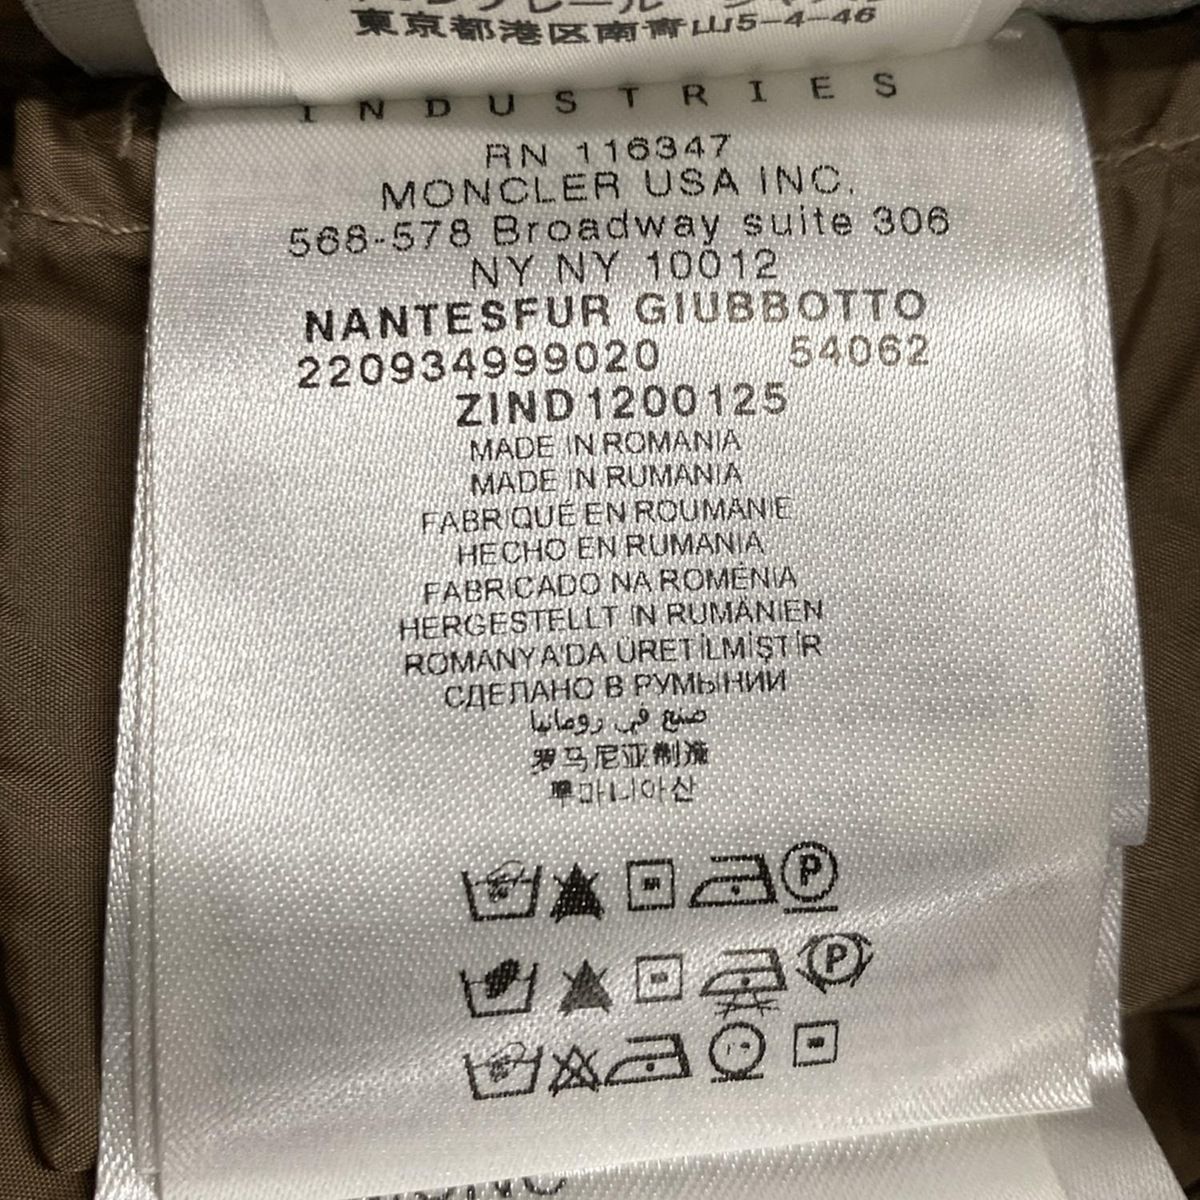 東京都港区南青山5-4-46
INDUSTRIES
RN 116347
MONCLER USA INC.
568-578 Broadway suite 306
NY NY 10012
NANTESFUR GIUBBOTTO
220934999020 54062
ZIND1200125
MADE IN ROMANIA
MADE IN RUMANIA
FABRIQUÉ EN ROUMANIE
HECHO EN RUMANIA
FABRICADO NA ROMÉNIA
HERGESTELLT IN RUMÄNIEN
ROMANYA'DA ÜRETİLMİŞTİR
СДЕЛАНО В РУМЫНИИ
صنع في رومانيا
罗马尼亚制造
루마니아산
P
P